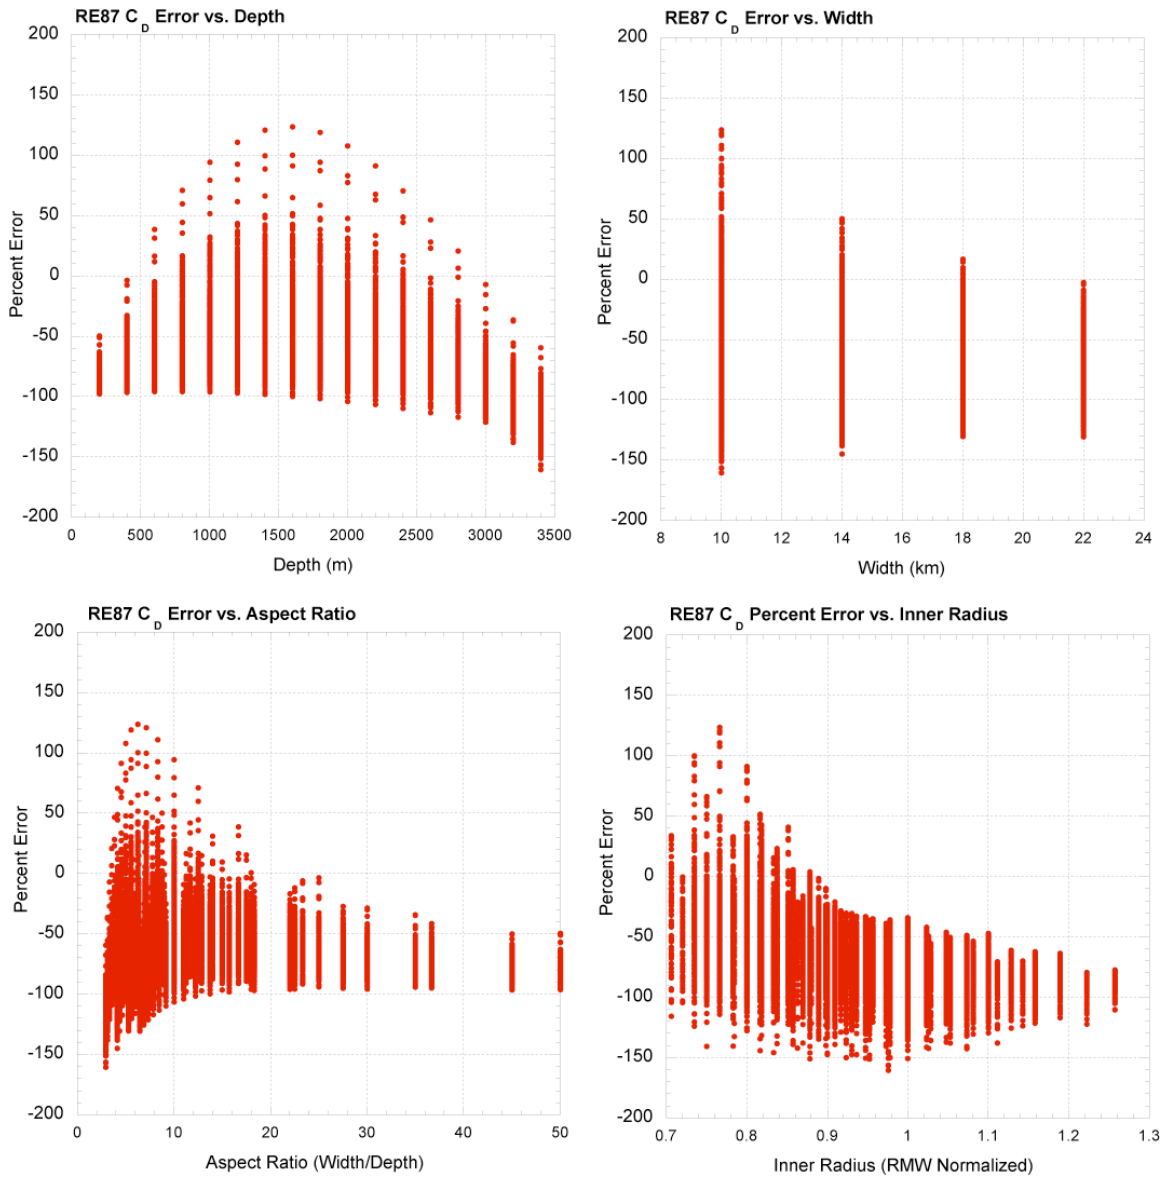 RE87 C_D Error vs. Depth
200
150
100
50
0
-50
-100
-150
-200
Percent Error
0 500 1000 1500 2000 2500 3000 3500
Depth (m)
RE87 C_D Error vs. Width
200
150
100
50
0
-50
-100
-150
-200
Percent Error
8 10 12 14 16 18 20 22 24
Width (km)
RE87 C_D Error vs. Aspect Ratio
200
150
100
50
0
-50
-100
-150
-200
Percent Error
0 10 20 30 40 50
Aspect Ratio (Width/Depth)
RE87 C_D Percent Error vs. Inner Radius
200
150
100
50
0
-50
-100
-150
-200
Percent Error
0.7 0.8 0.9 1 1.1 1.2 1.3
Inner Radius (RMW Normalized)